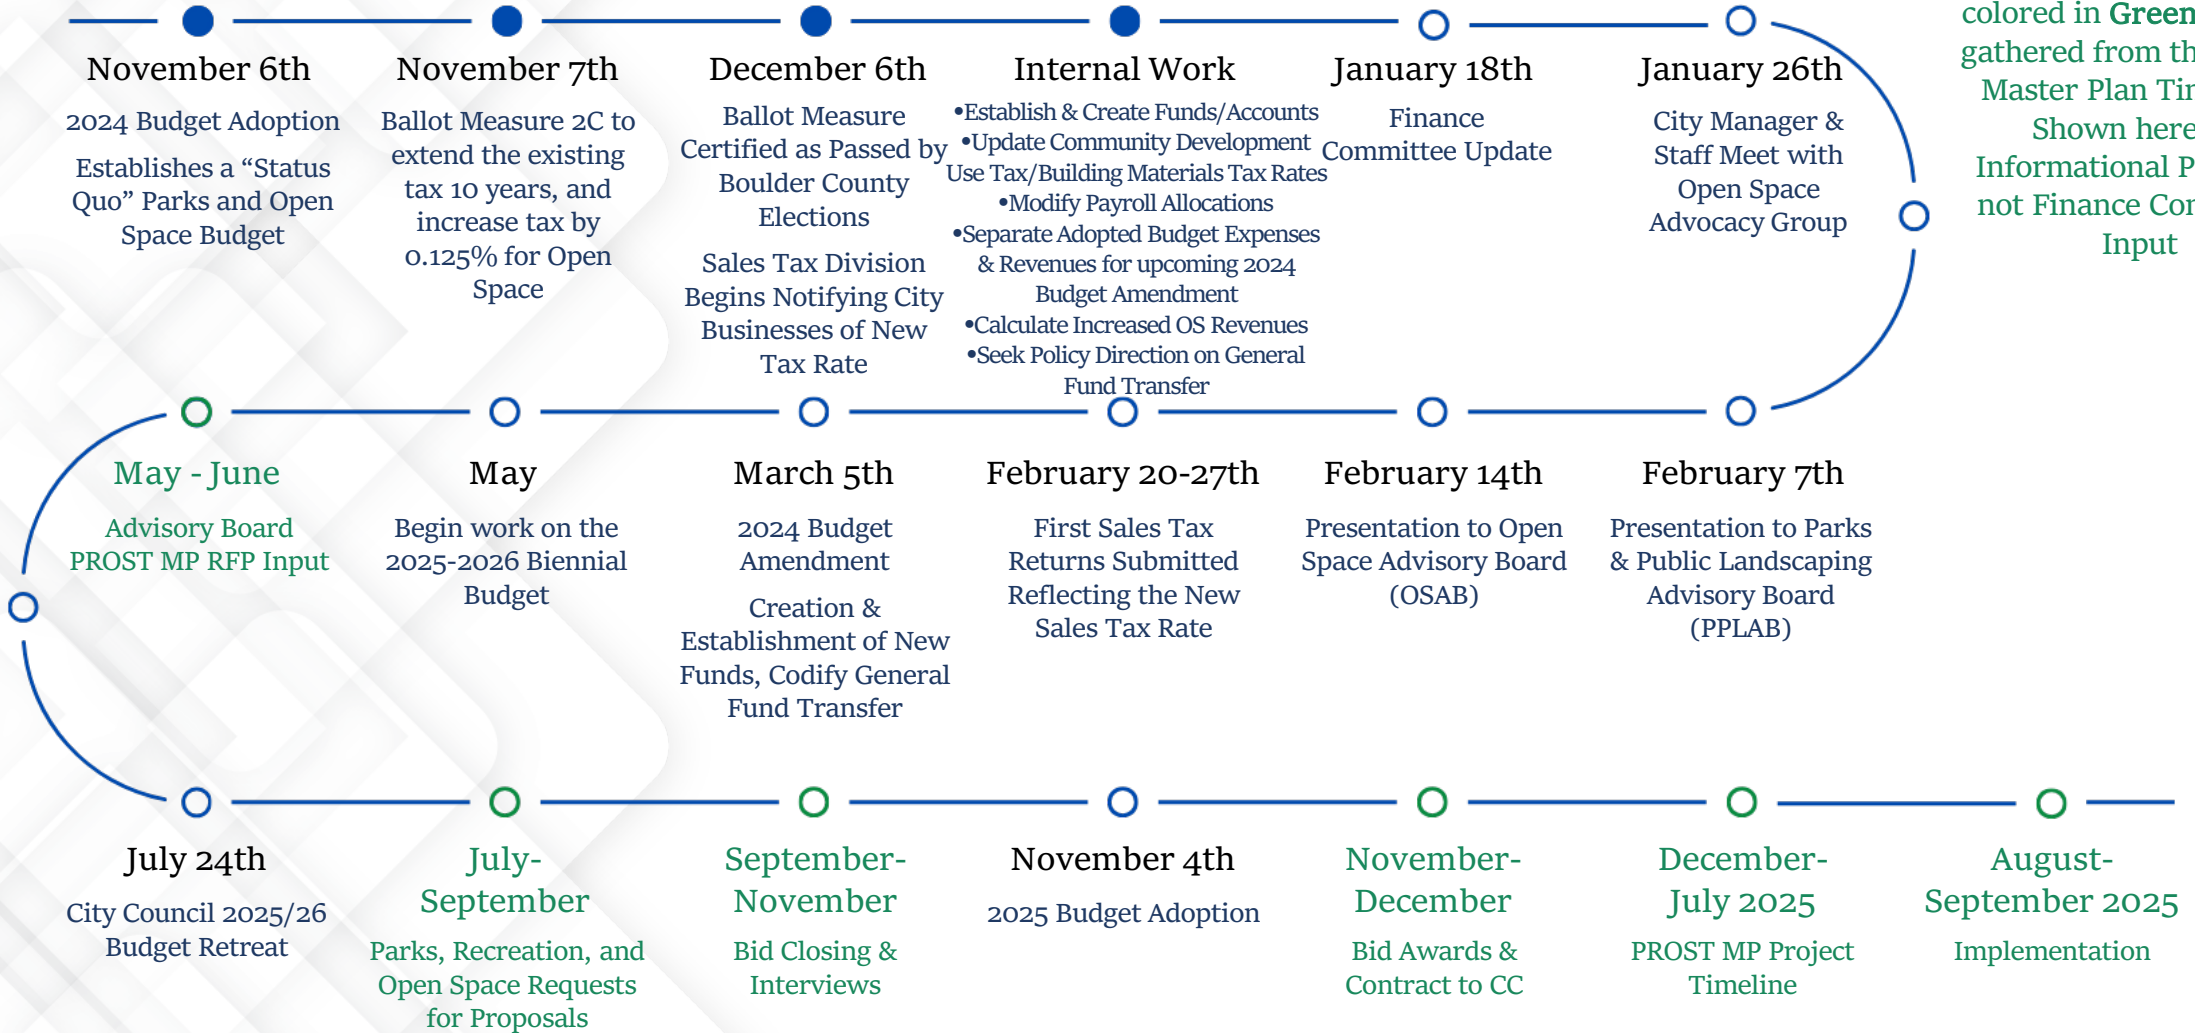 November 6th
2024 Budget Adoption
Establishes a “Status
Quo” Parks and Open
Space Budget
November 7th
Ballot Measure 2C to
extend the existing
tax 10 years, and
increase tax by
0.125% for Open
Space
December 6th
Ballot Measure
Certified as Passed by
Boulder County
Elections
Sales Tax Division
Begins Notifying City
Businesses of New
Tax Rate
Internal Work
•Establish & Create Funds/Accounts
•Update Community Development
Use Tax/Building Materials Tax Rates
•Modify Payroll Allocations
•Separate Adopted Budget Expenses
& Revenues for upcoming 2024
Budget Amendment
•Calculate Increased OS Revenues
•Seek Policy Direction on General
Fund Transfer
January 18th
Finance
Committee Update
January 26th
City Manager &
Staff Meet with
Open Space
Advocacy Group
colored in Green
gathered from
Master Plan
Shown here
Informational
not Finance
Input
May - June
Advisory Board
PROST MP RFP Input
May
Begin work on the
2025-2026 Biennial
Budget
March 5th
2024 Budget
Amendment
Creation &
Establishment of New
Funds, Codify General
Fund Transfer
February 20-27th
First Sales Tax
Returns Submitted
Reflecting the New
Sales Tax Rate
February 14th
Presentation to Open
Space Advisory Board
(OSAB)
February 7th
Presentation to Parks
& Public Landscaping
Advisory Board
(PPLAB)
July 24th
City Council 2025/26
Budget Retreat
July-
September
Parks, Recreation, and
Open Space Requests
for Proposals
September-
November
Bid Closing &
Interviews
November 4th
2025 Budget Adoption
November-
December
Bid Awards &
Contract to CC
December-
July 2025
PROST MP Project
Timeline
August-
September 2025
Implementation